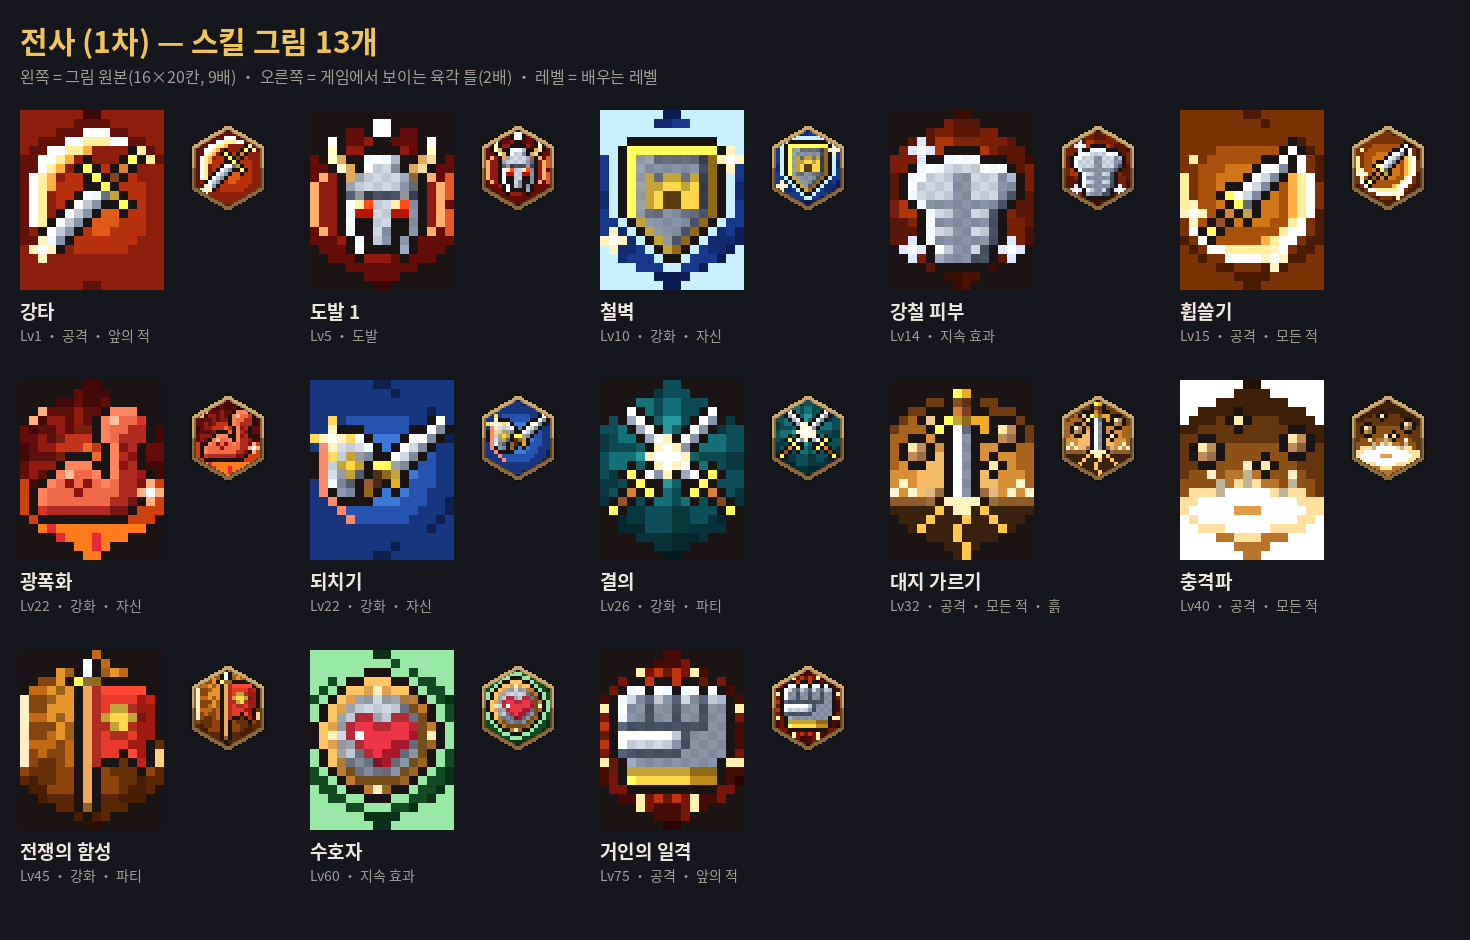 전사 (1차) — 스킬 그림 13개
왼쪽 = 그림 원본(16×20칸, 9배) · 오른쪽 = 게임에서 보이는 육각 틀(2배) · 레벨 = 배우는 레벨
강타
Lv1 · 공격 · 앞의 적
도발 1
Lv5 · 도발
철벽
Lv10 · 강화 · 자신
강철 피부
Lv14 · 지속 효과
휩쓸기
Lv15 · 공격 · 모든 적
광폭화
Lv22 · 강화 · 자신
되치기
Lv22 · 강화 · 자신
결의
Lv26 · 강화 · 파티
대지 가르기
Lv32 · 공격 · 모든 적 · 흙
충격파
Lv40 · 공격 · 모든 적
전쟁의 함성
Lv45 · 강화 · 파티
수호자
Lv60 · 지속 효과
거인의 일격
Lv75 · 공격 · 앞의 적